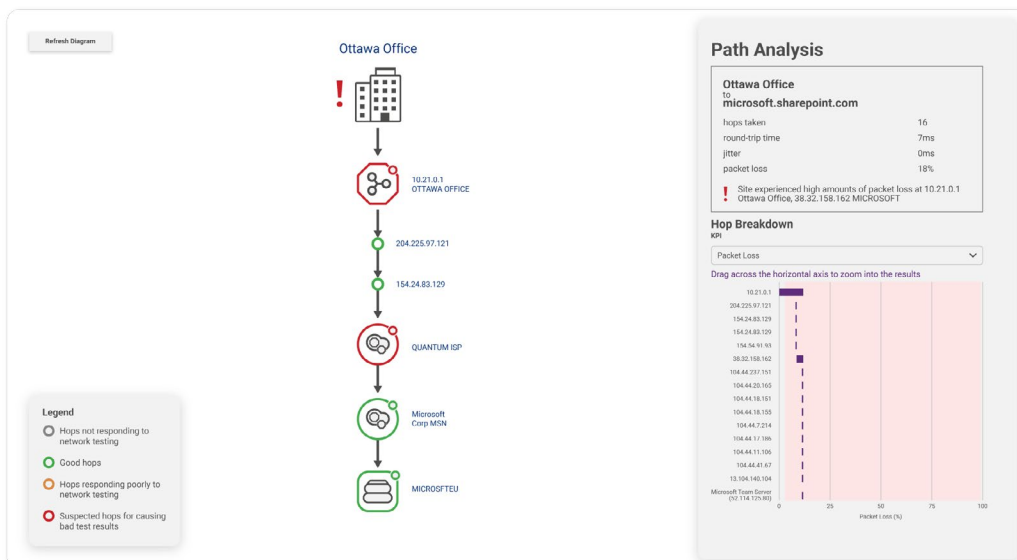 Refresh Diagram
Ottawa Office
10.21.0.1
OTTAWA OFFICE
204.225.97.121
154.24.83.129
QUANTUM ISP
Microsoft
Corp MSN
MICROSFTEU
Legend
Hops not responding to
network testing
Good hops
Hops responding poorly to
network testing
Suspected hops for causing
bad test results
Path Analysis
Ottawa Office
to
microsoft.sharepoint.com
hops taken 16
round-trip time 7ms
jitter 0ms
packet loss 18%
! Site experienced high amounts of packet loss at 10.21.0.1
Ottawa Office, 38.32.158.162 MICROSOFT
Hop Breakdown
KPI
Packet Loss
Drag across the horizontal axis to zoom into the results
10.21.0.1
204.225.97.121
154.24.83.129
154.24.83.129
154.54.91.93
38.32.158.162
104.44.237.151
104.44.20.165
104.44.18.151
104.44.18.155
104.44.7.214
104.44.17.186
104.44.11.106
104.44.41.67
13.104.140.104
Microsoft Team Server
(52.114.125.80)
0 25 50 75 100
Packet Loss (%)